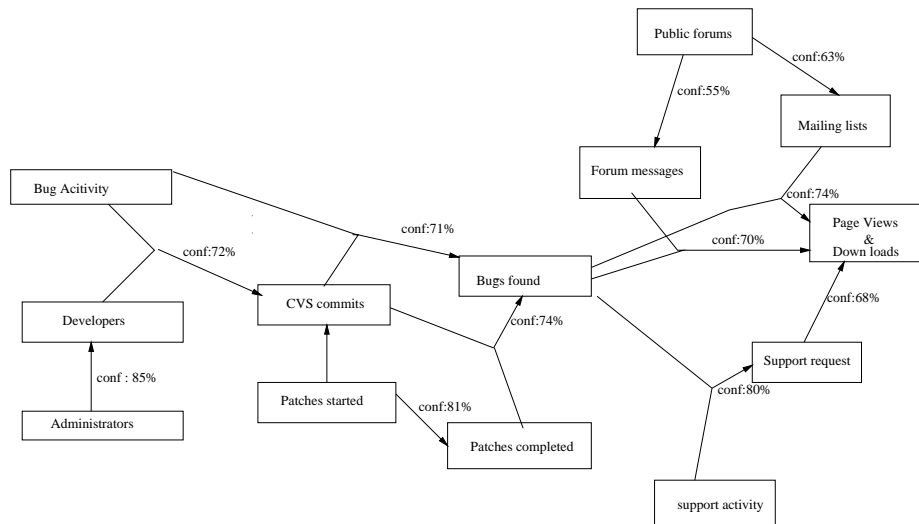 Public forums
conf:63%
conf:55%
Mailing lists
Forum messages
Bug Acitivity
conf:74%
conf:71%
Page Views
&
Down loads
conf:72%
conf:70%
Bugs found
CVS commits
conf:68%
Developers
conf:74%
Support request
conf : 85%
conf:80%
Patches started
conf:81%
Administrators
Patches completed
support activity